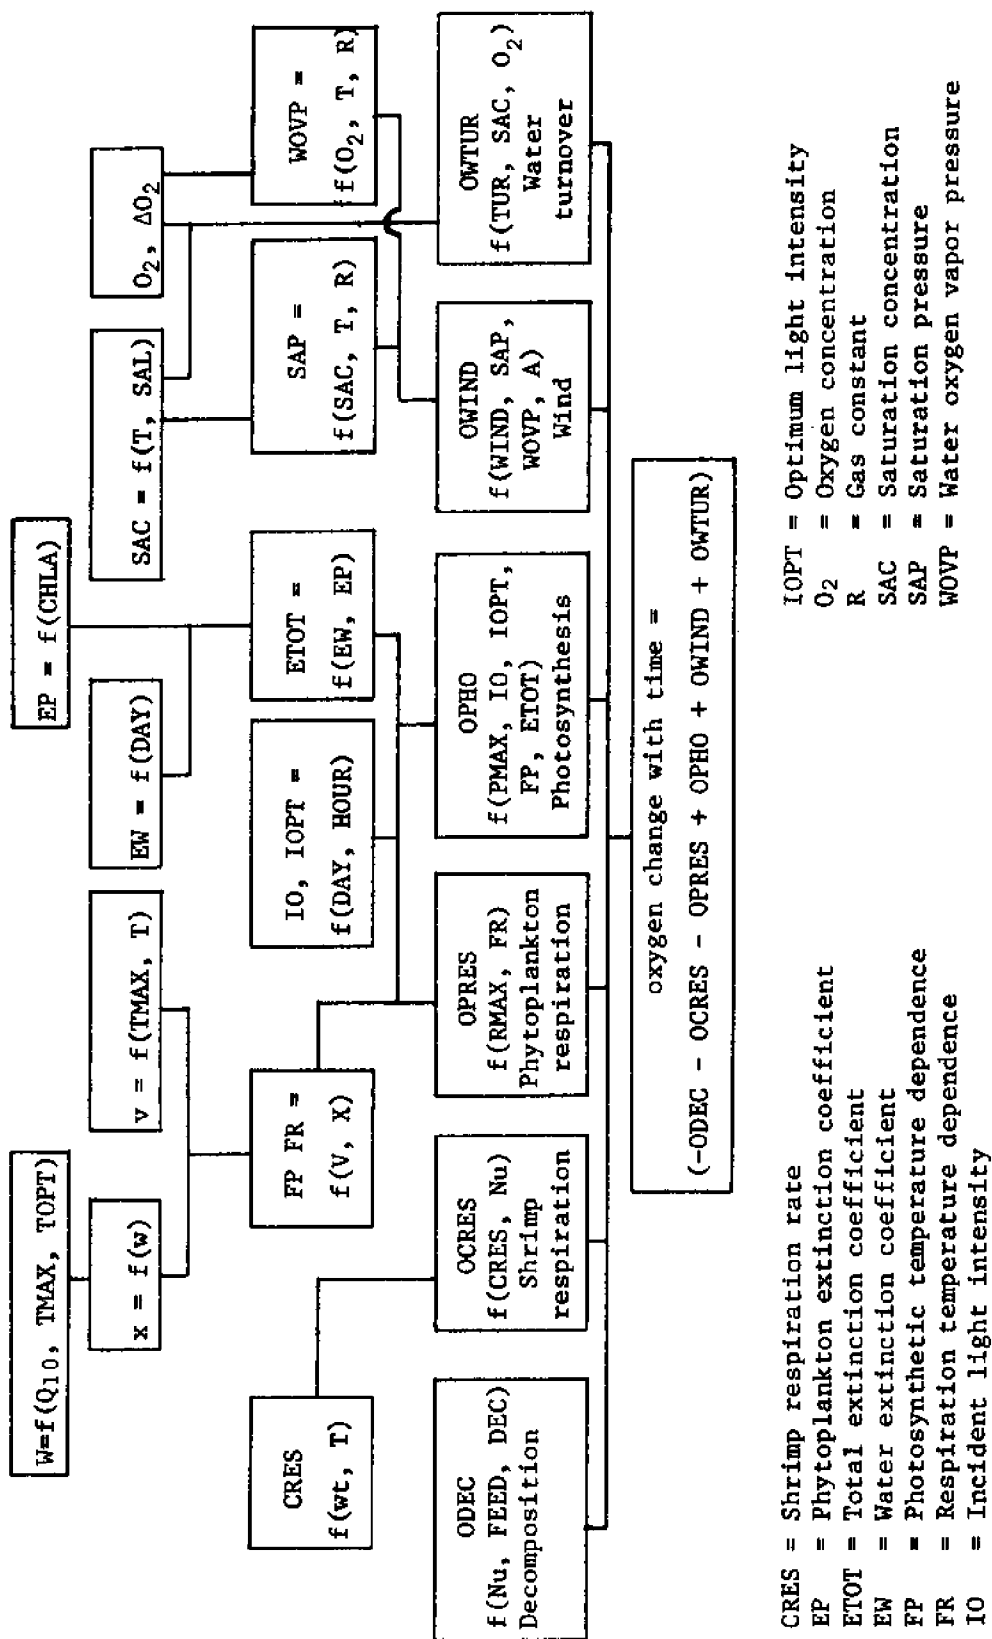 W=f(Q10, TMAX, TOPT)
EP = f(CHLA)
x = f(w)
v = f(TMAX, T)
EW = f(DAY)
SAC = f(T, SAL)
O2, ΔO2
CRES
f(wt, T)
FP FR =
f(V, X)
IO, IOPT =
f(DAY, HOUR)
ETOT =
f(EW, EP)
SAP =
f(SAC, T, R)
WOVP =
f(O2, T, R)
ODEC
f(Nu, FEED, DEC)
Decomposition
OCRES
f(CRES, Nu)
Shrimp
respiration
OPRES
f(RMAX, FR)
Phytoplankton
respiration
OPHO
f(PMAX, IO, IOPT,
FP, ETOT)
Photosynthesis
OWIND
f(WIND, SAP,
WOVP, A)
Wind
OWTUR
f(TUR, SAC, O2)
Water
turnover
oxygen change with time =
(-ODEC - OCRES - OPRES + OPHO + OWIND + OWTUR)
CRES = Shrimp respiration rate
EP = Phytoplankton extinction coefficient
ETOT = Total extinction coefficient
EW = Water extinction coefficient
FP = Photosynthetic temperature dependence
FR = Respiration temperature dependence
IO = Incident light intensity
IOPT = Optimum light intensity
O2 = Oxygen concentration
R = Gas constant
SAC = Saturation concentration
SAP = Saturation pressure
WOVP = Water oxygen vapor pressure